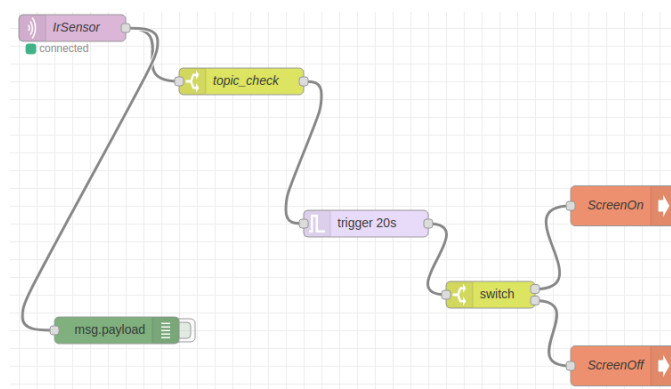 IrSensor
connected
topic_check
ScreenOn
trigger 20s
switch
msg.payload
ScreenOff